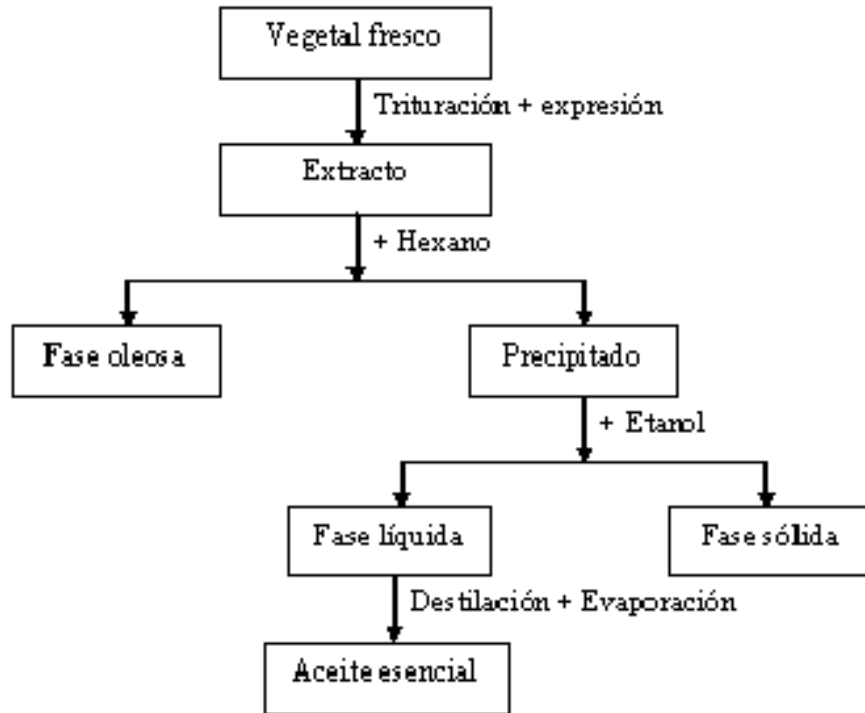 Vegetal fresco
Trituración + expresión
Extracto
+ Hexano
Fase oleosa
Precipitado
+ Etanol
Fase líquida
Fase sólida
Destilación + Evaporación
Aceite esencial